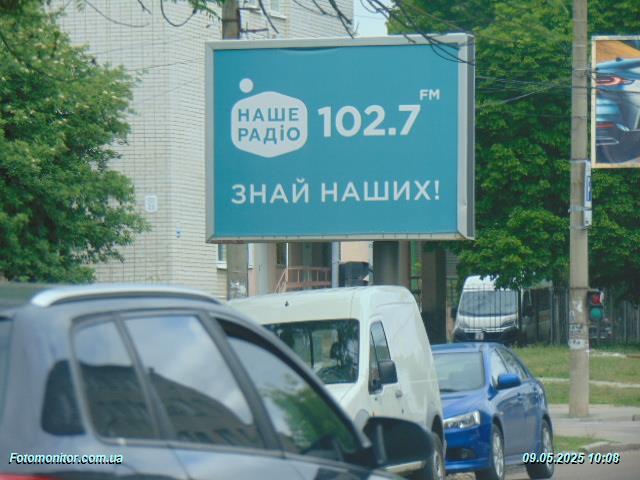 НАШЕ
РАДІО
102.7 FM
ЗНАЙ НАШИХ!
Fotomonitor.com.ua
09.05.2025 10:08